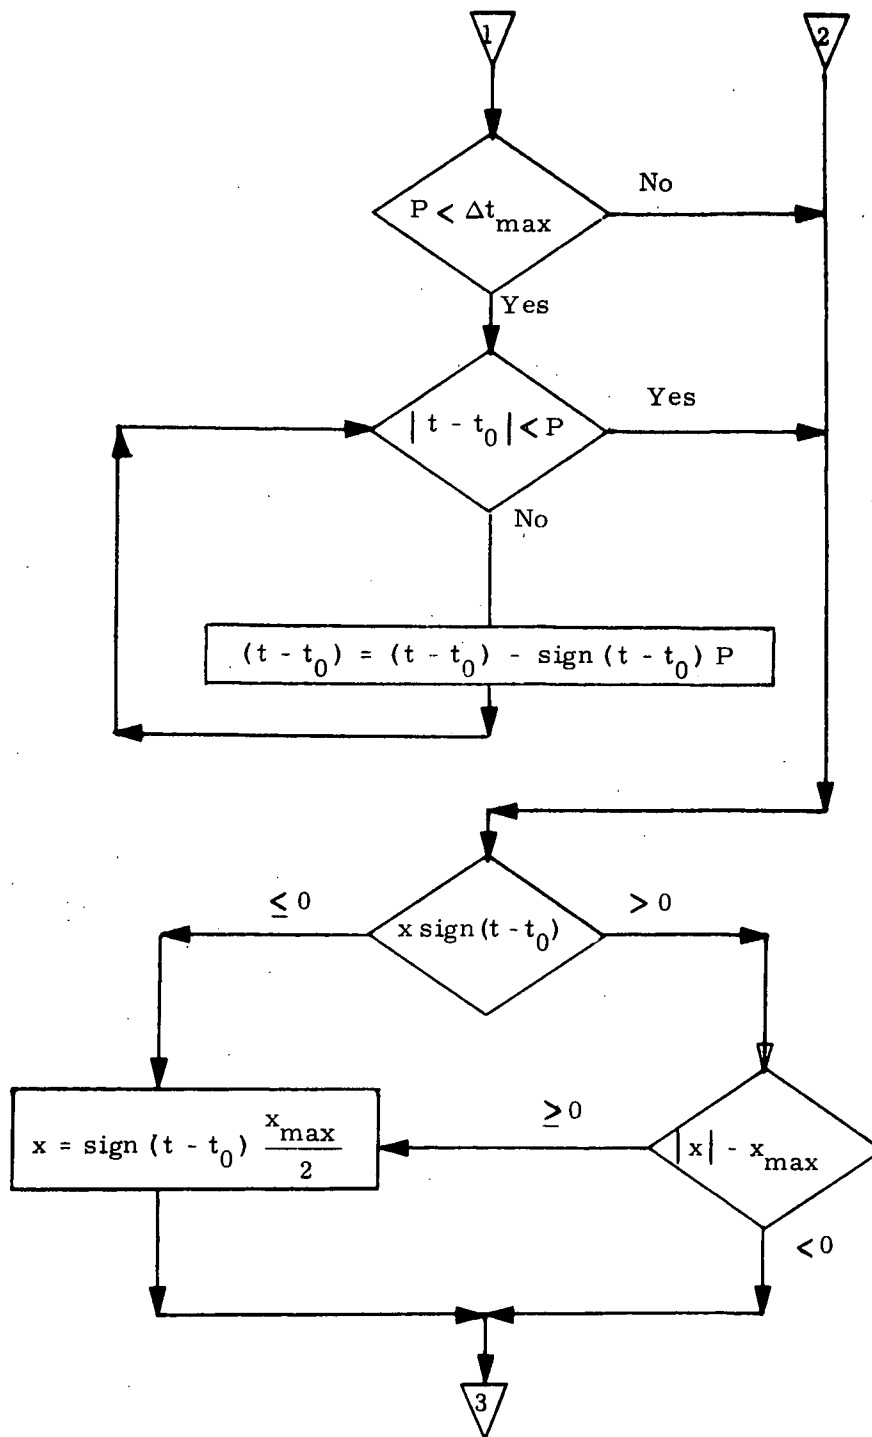 1
2
P < Δt_max
No
Yes
| t - t_0 | < P
Yes
No
(t - t_0) = (t - t_0) - sign (t - t_0) P
≤ 0
x sign (t - t_0)
> 0
x = sign (t - t_0) x_max / 2
≥ 0
|x| - x_max
< 0
3